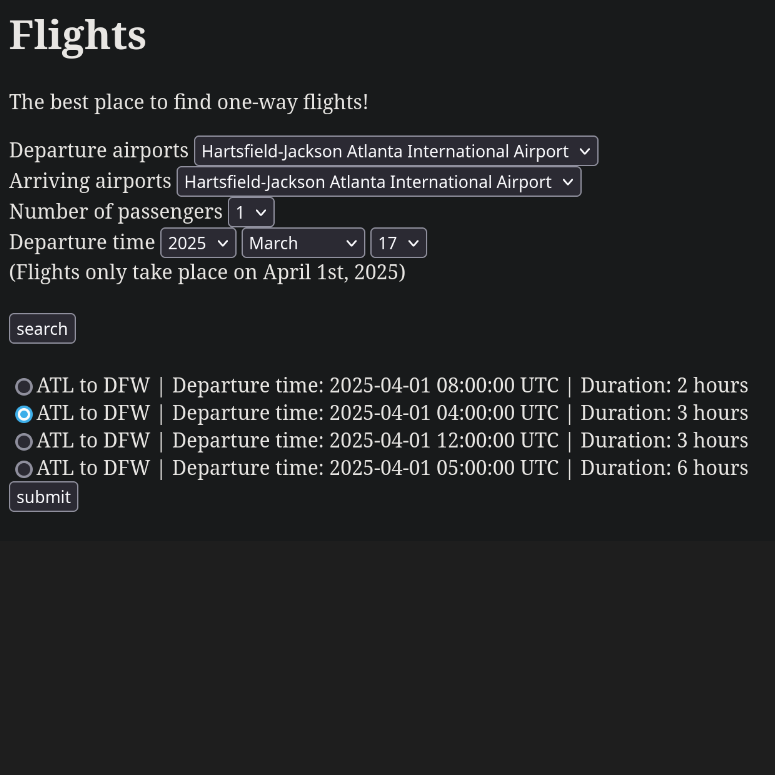 Flights
The best place to find one-way flights!
Departure airports Hartsfield-Jackson Atlanta International Airport
Arriving airports Hartsfield-Jackson Atlanta International Airport
Number of passengers 1
Departure time 2025 March 17
(Flights only take place on April 1st, 2025)
search
ATL to DFW | Departure time: 2025-04-01 08:00:00 UTC | Duration: 2 hours
ATL to DFW | Departure time: 2025-04-01 04:00:00 UTC | Duration: 3 hours
ATL to DFW | Departure time: 2025-04-01 12:00:00 UTC | Duration: 3 hours
ATL to DFW | Departure time: 2025-04-01 05:00:00 UTC | Duration: 6 hours
submit